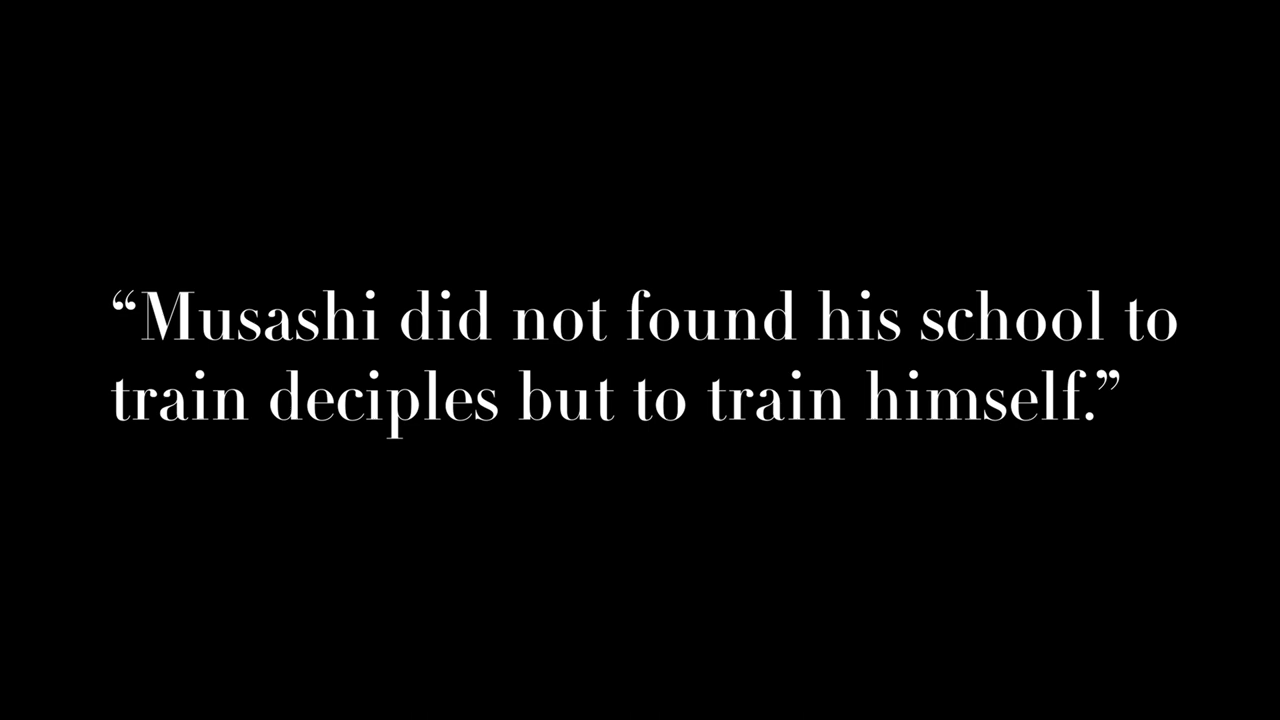 “Musashi did not found his school to
train deciples but to train himself.”